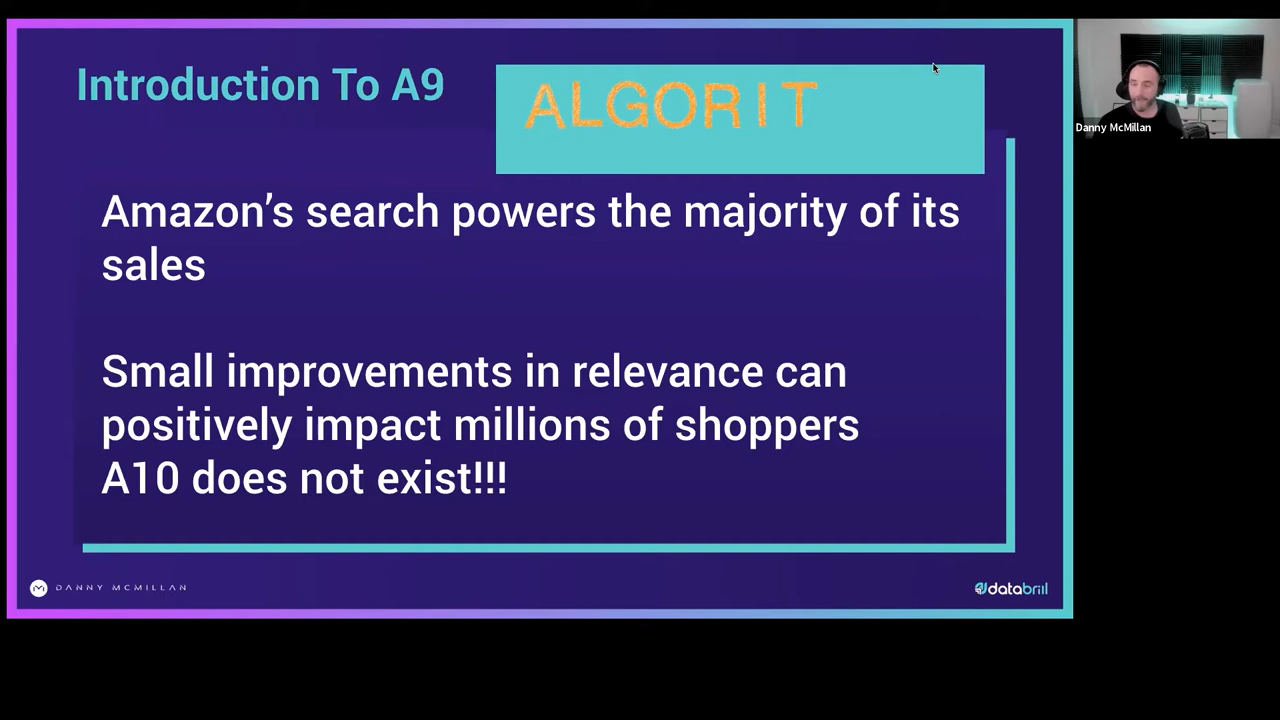 Introduction To A9
ALGORIT
Amazon's search powers the majority of its
sales
Small improvements in relevance can
positively impact millions of shoppers
A10 does not exist!!!
DANNY MCMILLAN
databrill
Danny McMillan